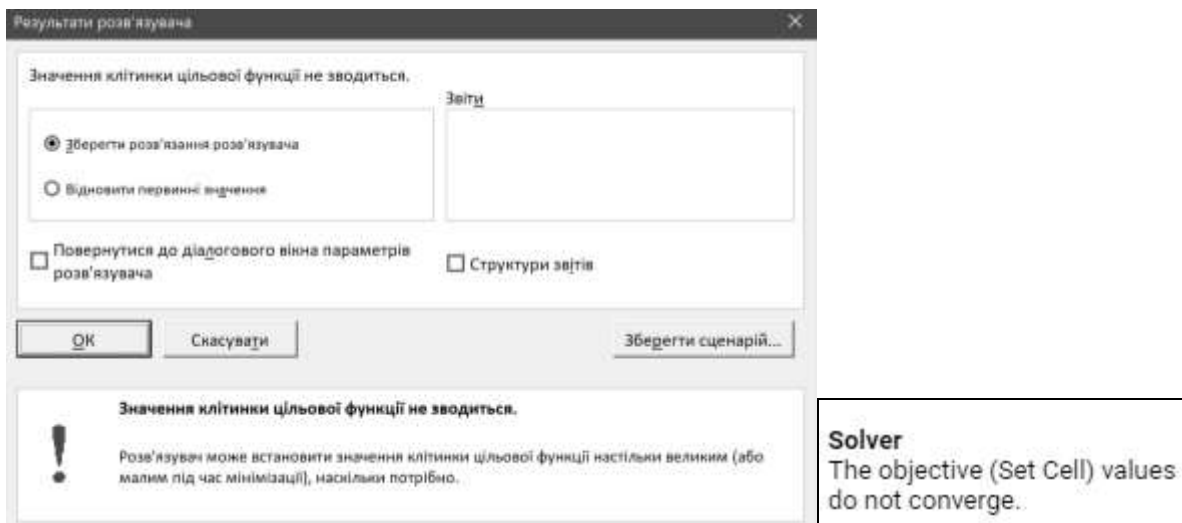 Результати розв'язувача
Значення клітинки цільової функції не зводиться.
Звіти
Зберегти розв'язання розв'язувача
Відновити первинні значення
Повернутися до діалогового вікна параметрів
розв'язувача
Структури звітів
ОК
Скасувати
Зберегти сценарій...
Значення клітинки цільової функції не зводиться.
Розв'язувач може встановити значення клітинки цільової функції настільки великим (або
малим під час мінімізації), наскільки потрібно.
Solver
The objective (Set Cell) values
do not converge.